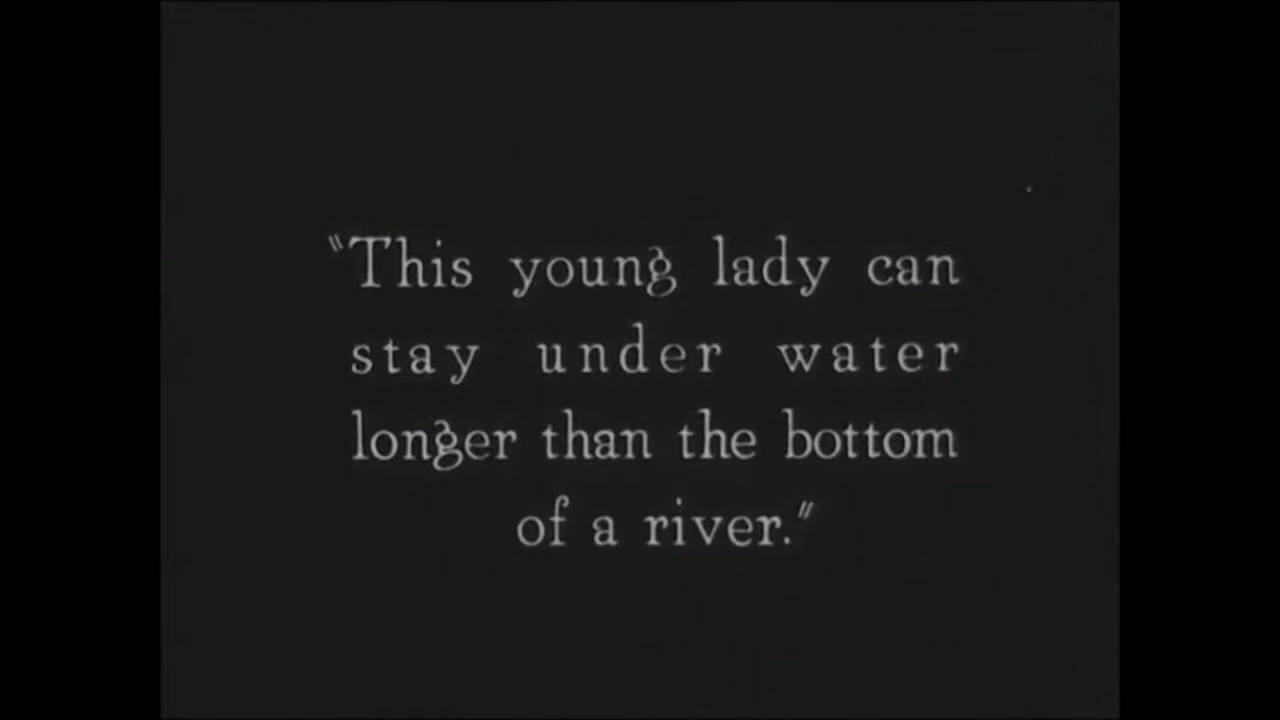 "This young lady can
stay under water
longer than the bottom
of a river."